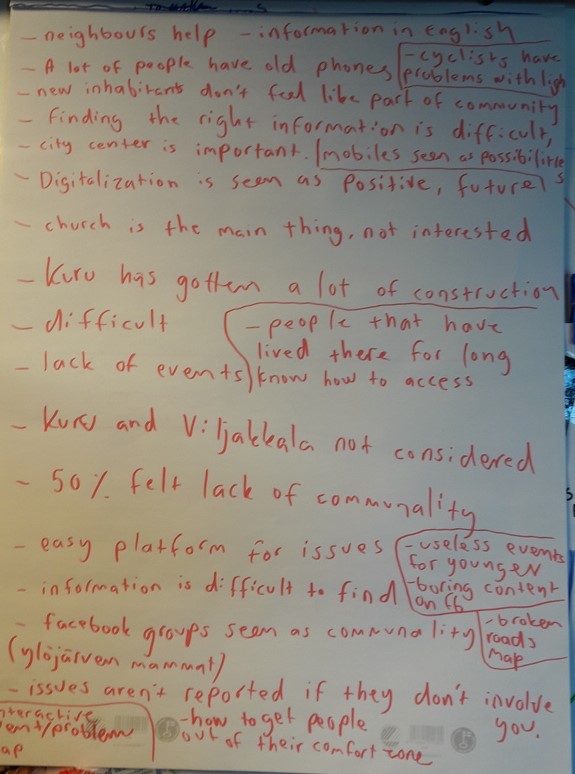 - neighbours help - information in English
- A lot of people have old phones
- cyclists have
problems with ligh
- new inhabitants don't feel like part of community
- finding the right information is difficult,
- city center is important.
mobiles seen as possibilities
- Digitalization is seen as positive, future
- church is the main thing, not interested
- Kuru has gotten a lot of construction
- difficult
- lack of events
- people that have
lived there for long
know how to access
- Kuru and Viljakkala not considered
- 50% felt lack of communality
- easy platform for issues
- information is difficult to find
- useless events
for younger
- boring content
on fb
- facebook groups seem as communality
(ylöjärven mammat)
- broken
roads
map
- issues aren't reported if they don't involve
you.
nteractive
ent/problem
ap
- how to get people
out of their comfort zone